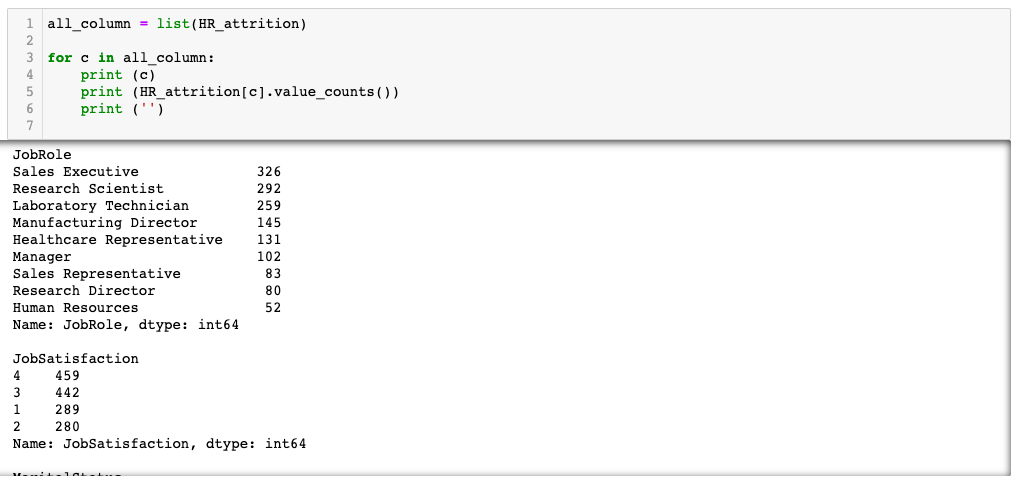 1 all_column = list(HR_attrition)
2
3 for c in all_column:
4     print (c)
5     print (HR_attrition[c].value_counts())
6     print ('')
7
JobRole
Sales Executive              326
Research Scientist           292
Laboratory Technician        259
Manufacturing Director       145
Healthcare Representative    131
Manager                      102
Sales Representative          83
Research Director             80
Human Resources               52
Name: JobRole, dtype: int64
JobSatisfaction
4    459
3    442
1    289
2    280
Name: JobSatisfaction, dtype: int64